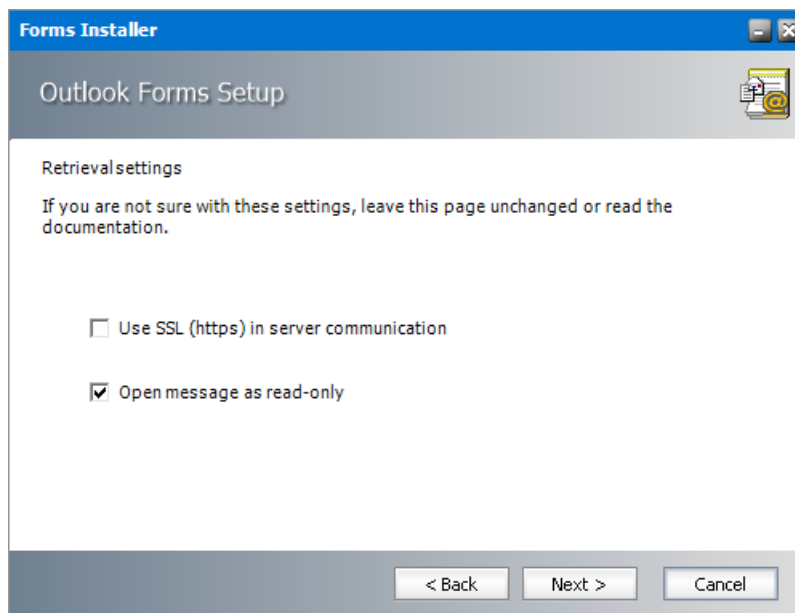 Forms Installer
Outlook Forms Setup
Retrieval settings
If you are not sure with these settings, leave this page unchanged or read the
documentation.
Use SSL (https) in server communication
Open message as read-only
< Back
Next >
Cancel